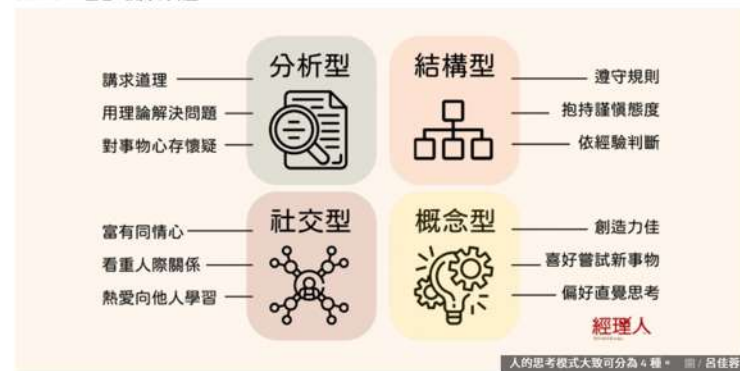 分析型
講求道理
用理論解決問題
對事物心存懷疑
結構型
遵守規則
抱持謹慎態度
依經驗判斷
社交型
富有同情心
看重人際關係
熱愛向他人學習
概念型
創造力佳
喜好嘗試新事物
偏好直覺思考
經理人
人的思考模式大致可分為 4 種。 圖/呂佳蓉